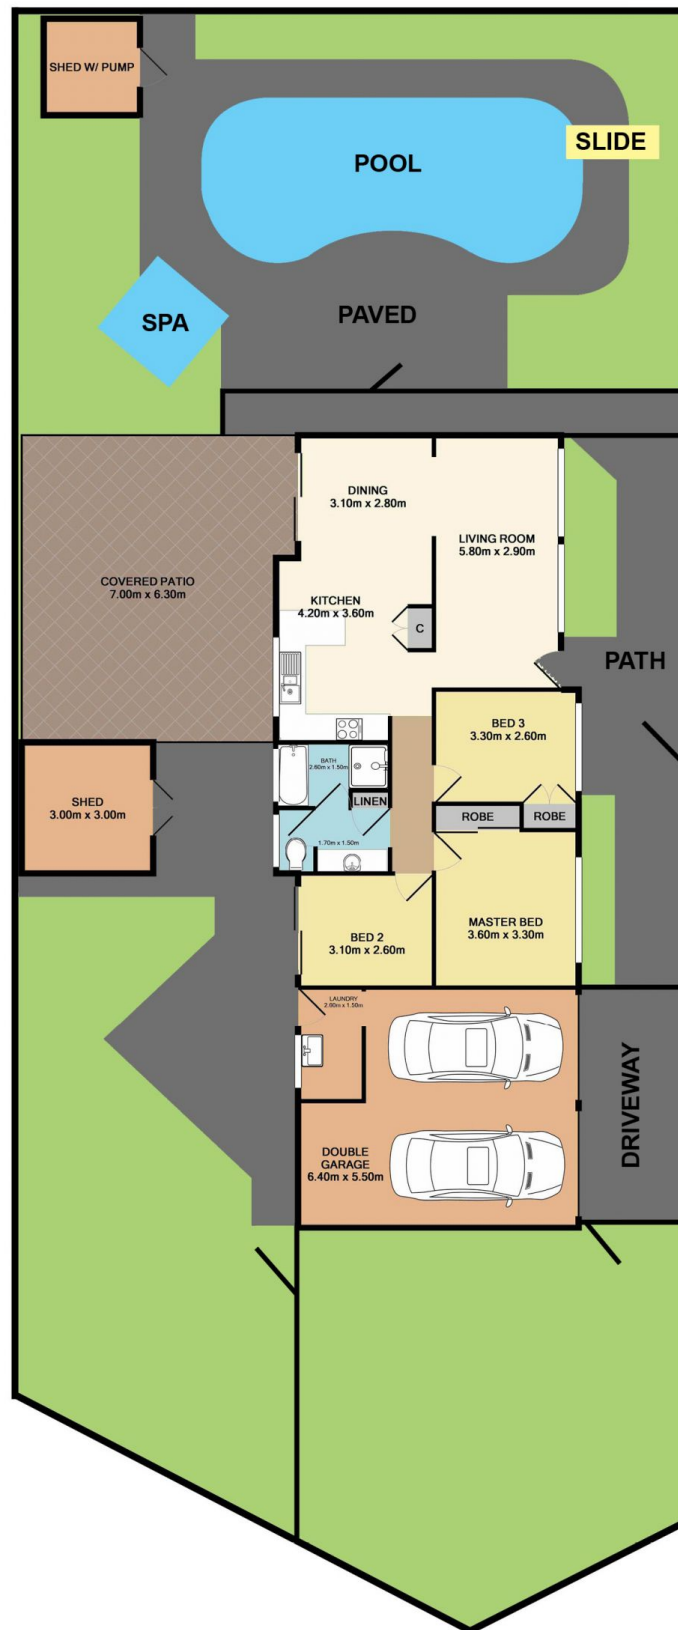 SHED W/ PUMP
SLIDE
POOL
SPA
PAVED
DINING
3.10m x 2.80m
LIVING ROOM
5.80m x 2.90m
COVERED PATIO
7.00m x 6.30m
KITCHEN
4.20m x 3.60m
C
PATH
BED 3
3.30m x 2.60m
BATH
2.60m x 1.50m
SHED
3.00m x 3.00m
LINEN
ROBE
ROBE
1.70m x 1.50m
MASTER BED
3.60m x 3.30m
BED 2
3.10m x 2.60m
LAUNDRY
2.90m x 1.50m
DRIVEWAY
DOUBLE
GARAGE
6.40m x 5.50m